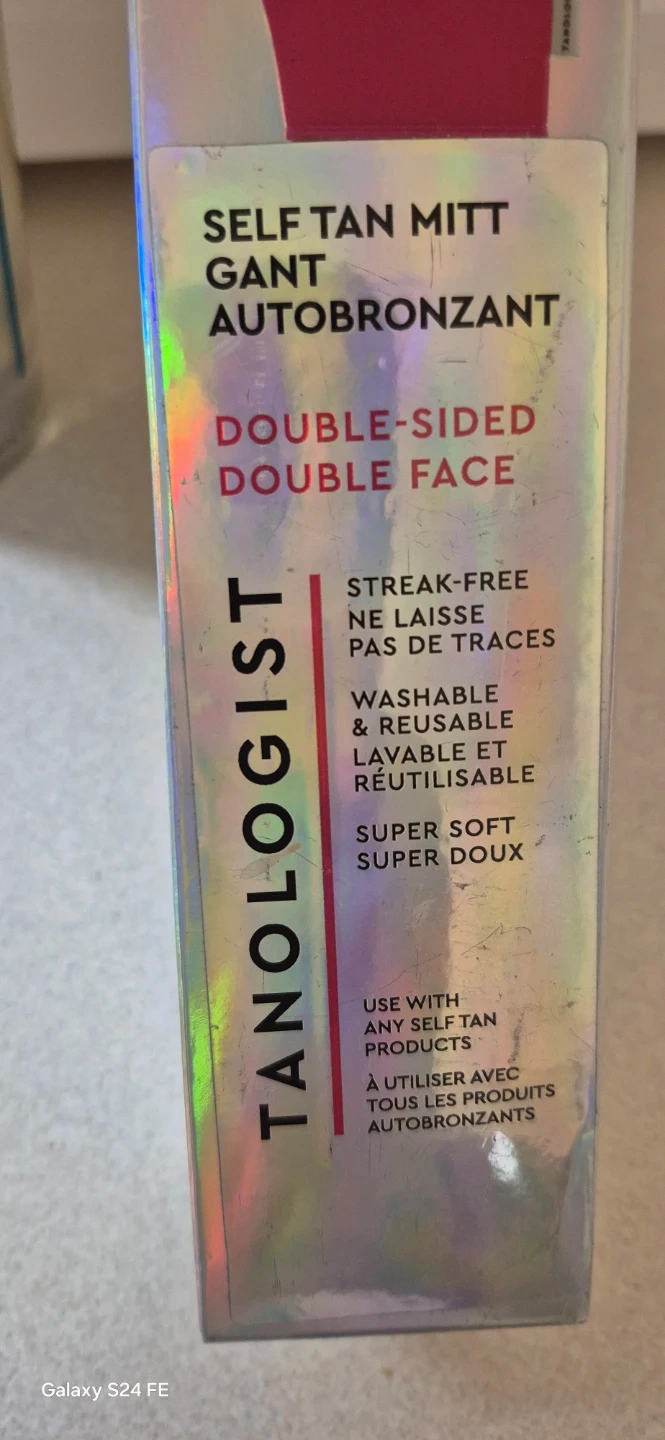 SELF TAN MITT
GANT
AUTOBRONZANT
DOUBLE-SIDED
DOUBLE FACE
TANOLOGIST
STREAK-FREE
NE LAISSE
PAS DE TRACES
WASHABLE
& REUSABLE
LAVABLE ET
RÉUTILISABLE
SUPER SOFT
SUPER DOUX
USE WITH
ANY SELF TAN
PRODUCTS
À UTILISER AVEC
TOUS LES PRODUITS
AUTOBRONZANTS
Galaxy S24 FE